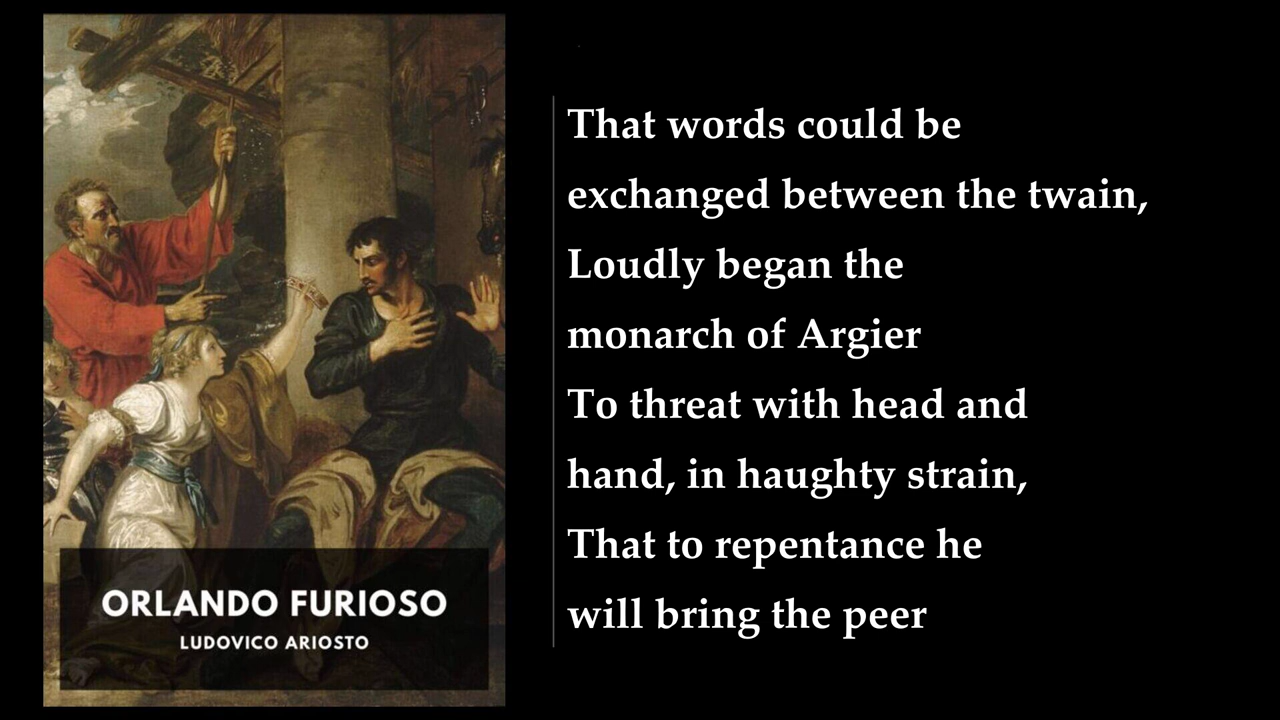 ORLANDO FURIOSO
LUDOVICO ARIOSTO
That words could be
exchanged between the twain,
Loudly began the
monarch of Argier
To threat with head and
hand, in haughty strain,
That to repentance he
will bring the peer